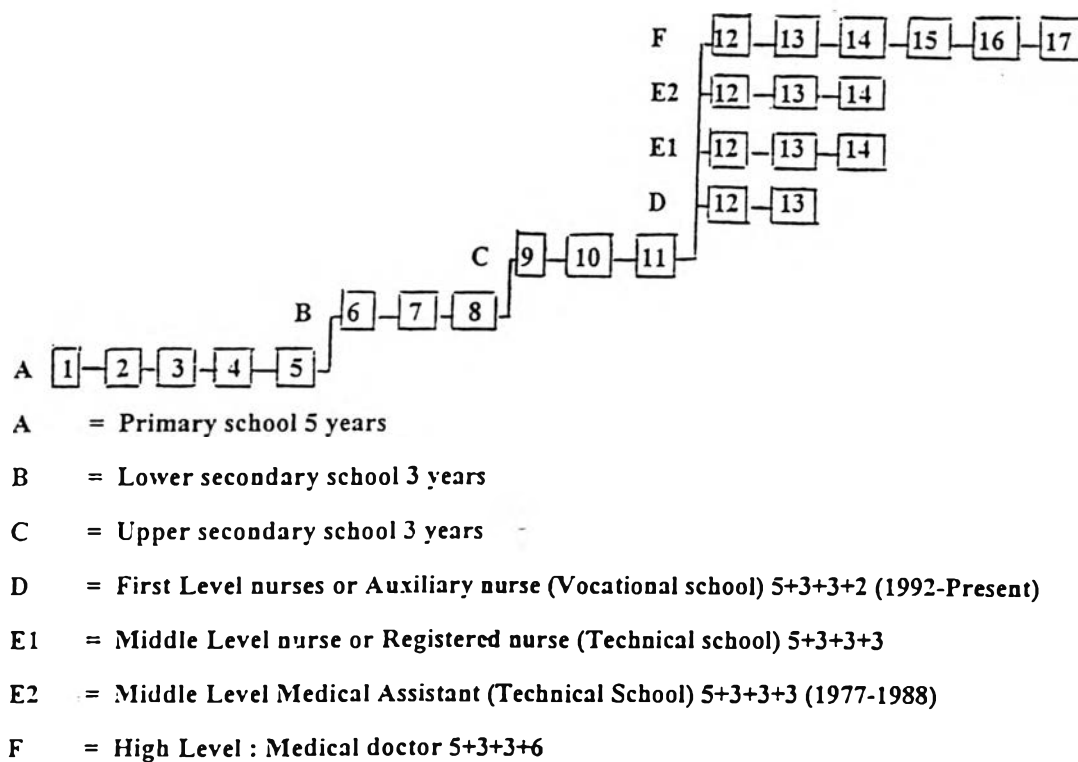 F 12 13 14 15 16 17
E2 12 13 14
E1 12 13 14
D 12 13
C 9 10 11
B 6 7 8
A 1 2 3 4 5
A = Primary school 5 years
B = Lower secondary school 3 years
C = Upper secondary school 3 years
D = First Level nurses or Auxiliary nurse (Vocational school) 5+3+3+2 (1992-Present)
E1 = Middle Level nurse or Registered nurse (Technical school) 5+3+3+3
E2 = Middle Level Medical Assistant (Technical School) 5+3+3+3 (1977-1988)
F = High Level : Medical doctor 5+3+3+6